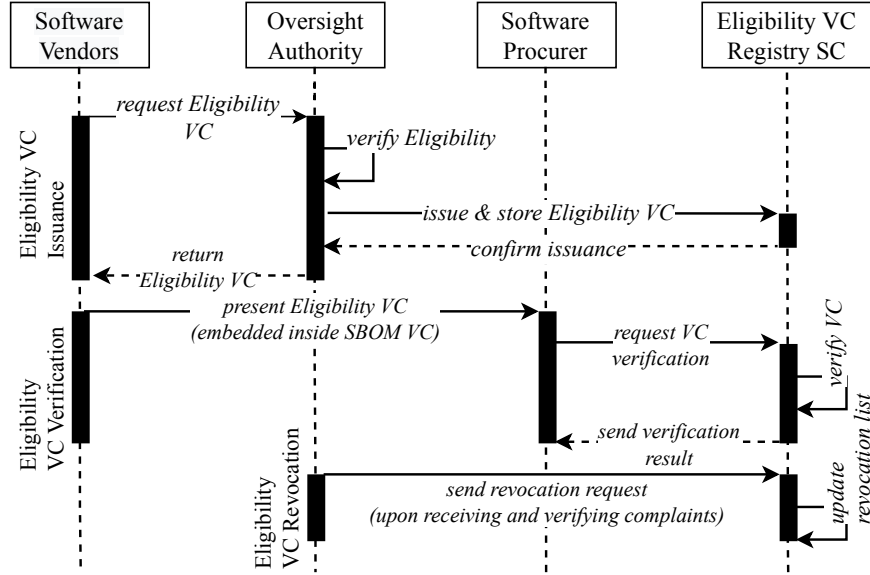 Software
Vendors
Oversight
Authority
Software
Procurer
Eligibility VC
Registry SC
Eligibility VC
Issuance
request Eligibility
VC
verify Eligibility
issue & store Eligibility VC
confirm issuance
return
Eligibility VC
Eligibility
VC Verification
present Eligibility VC
(embedded inside SBOM VC)
request VC
verification
verify VC
send verification
result
Eligibility
VC Revocation
send revocation request
(upon receiving and verifying complaints)
update
revocation list